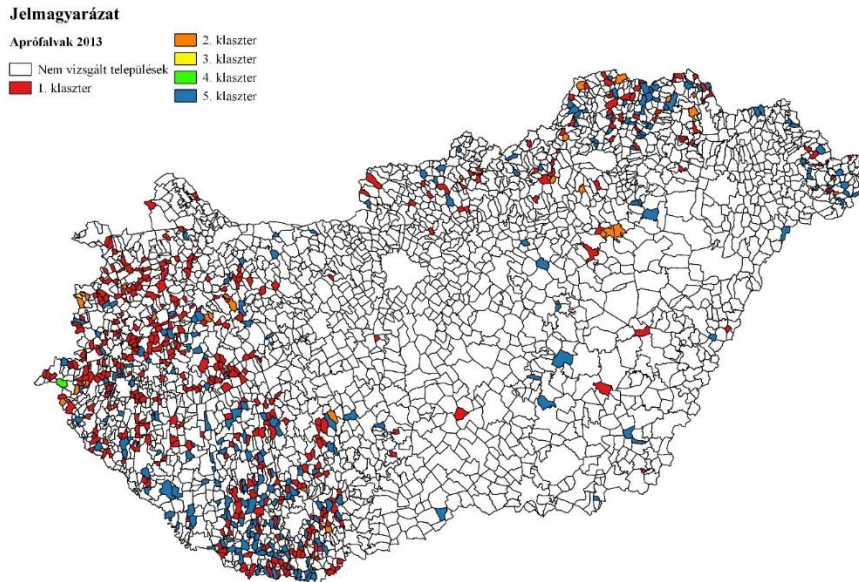 Jelmagyarázat
Aprófalvak 2013
Nem vizsgált települések
1. klaszter
2. klaszter
3. klaszter
4. klaszter
5. klaszter